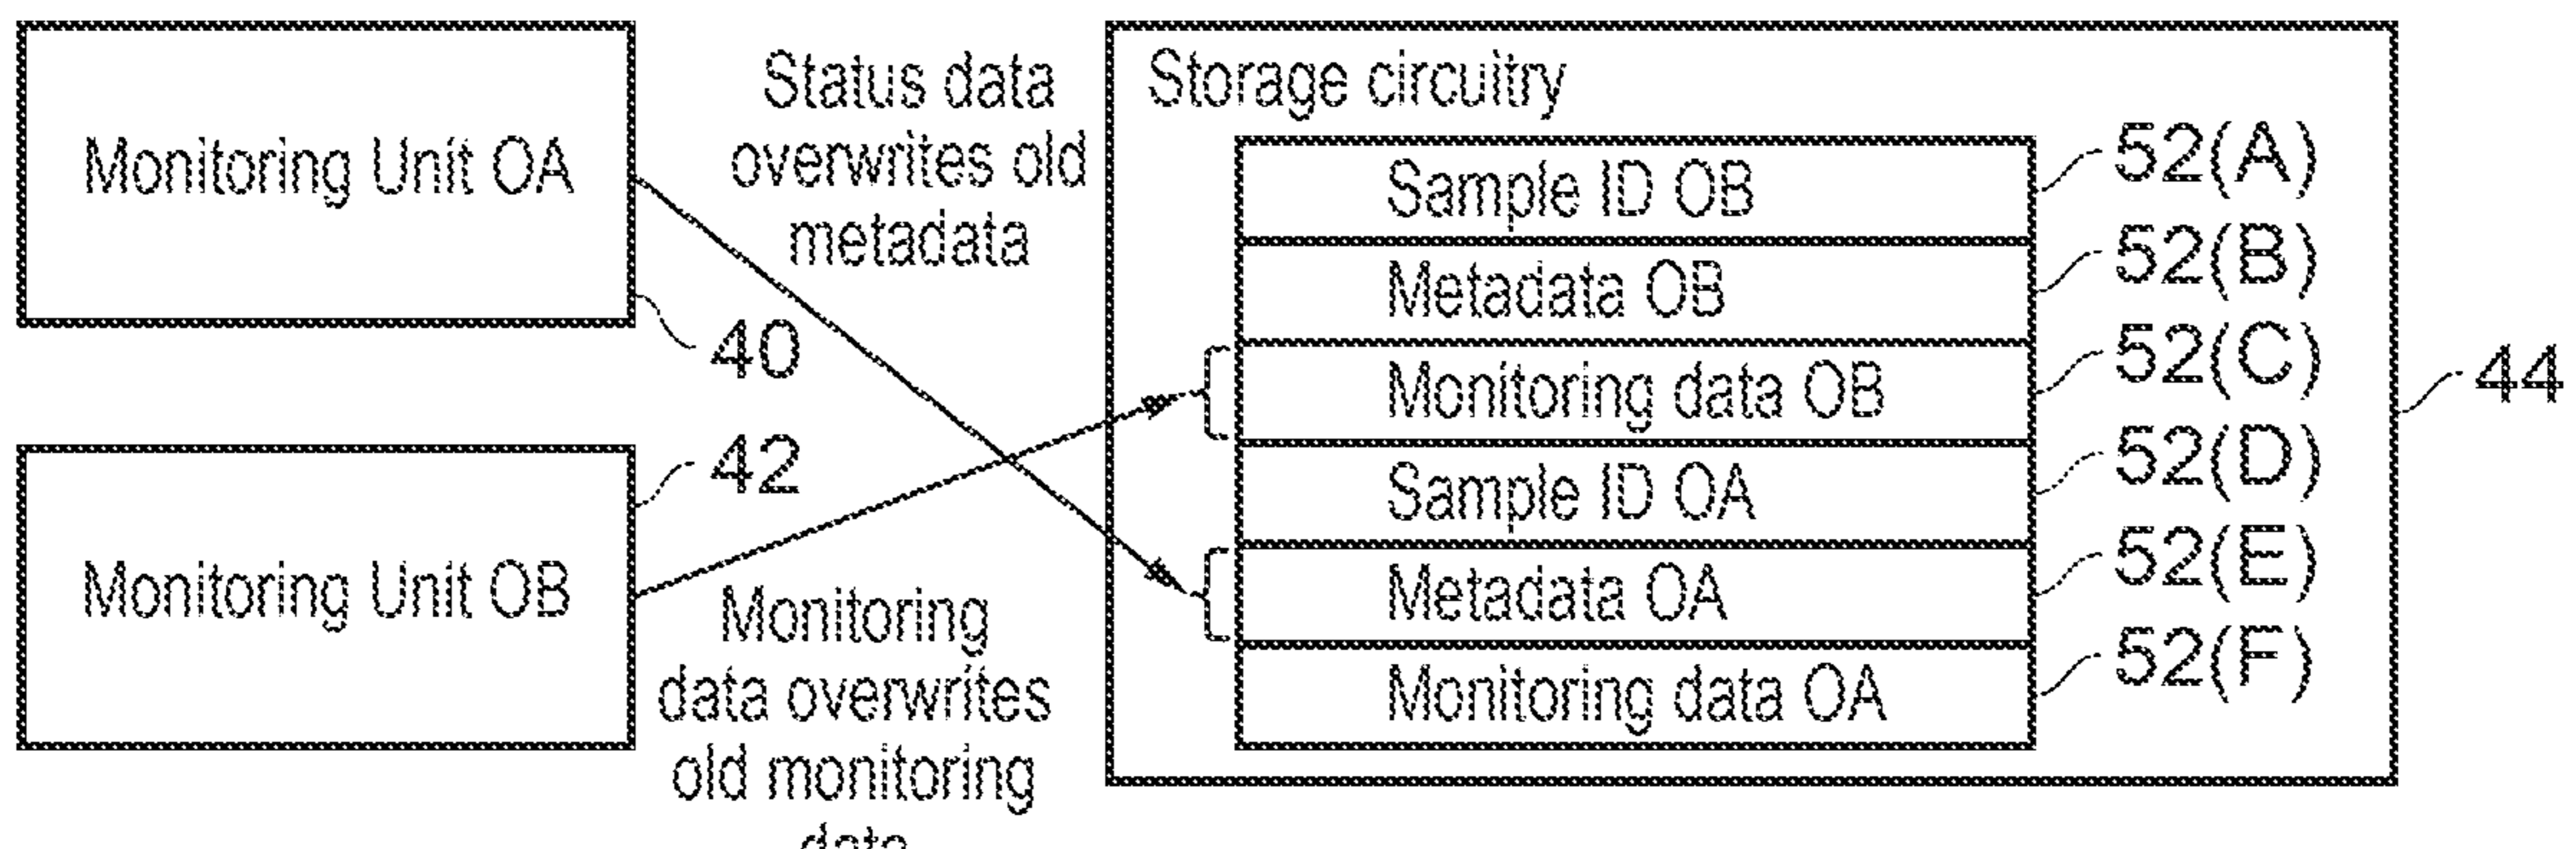 Monitoring Unit OA
40
42
Monitoring Unit OB
Status data
overwrites old
metadata
Monitoring
data overwrites
old monitoring
data
Storage circuitry
Sample ID OB
Metadata OB
Monitoring data OB
Sample ID OA
Metadata OA
Monitoring data OA
52(A)
52(B)
52(C)
52(D)
52(E)
52(F)
44